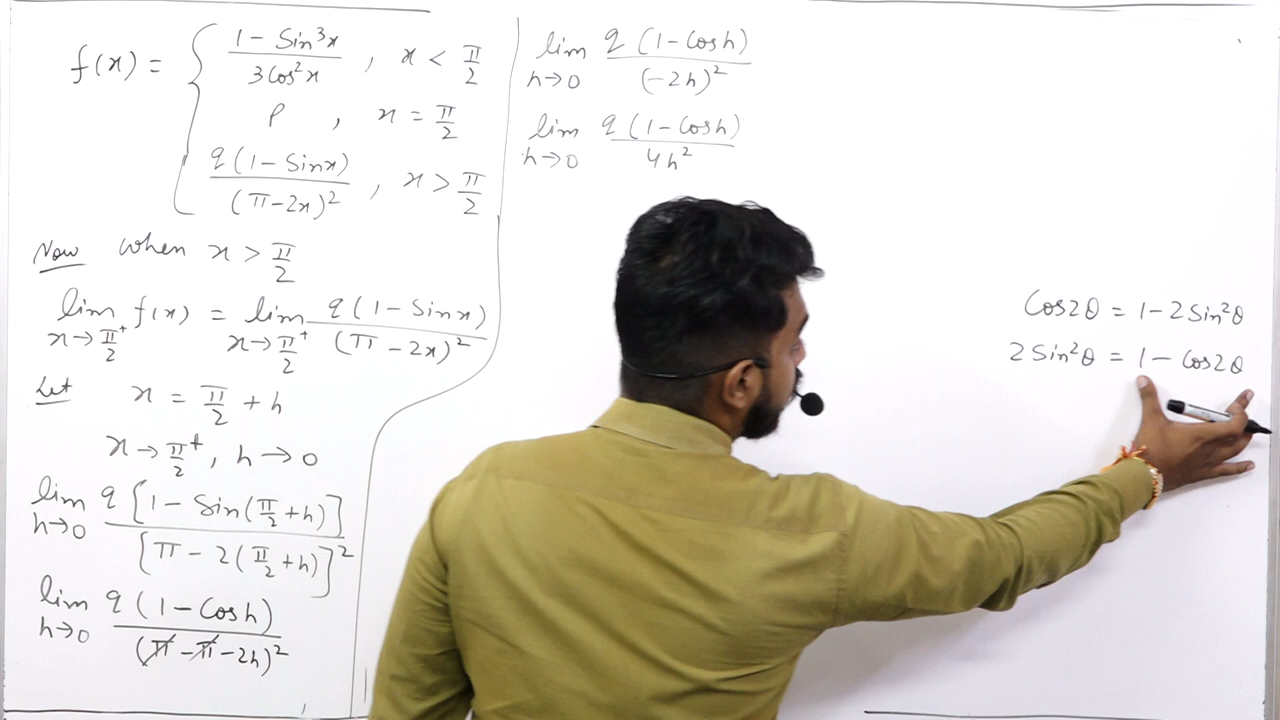 f(x) = { 1 - Sin³x / 3Cos²x , x < π/2
P , x = π/2
q(1 - Sinx) / (π-2x)² , x > π/2
Now when x > π/2
lim x→π/2⁺ f(x) = lim x→π/2⁺ q(1 - Sinx) / (π - 2x)²
Let x = π/2 + h
x → π/2⁺, h → 0
lim h→0 q[1 - Sin(π/2 + h)] / [π - 2(π/2 + h)]²
lim h→0 q(1 - Cosh) / (π - π - 2h)²
lim h→0 q(1 - Cosh) / (-2h)²
lim h→0 q(1 - Cosh) / 4h²
Cos2θ = 1 - 2Sin²θ
2Sin²θ = 1 - Cos2θ